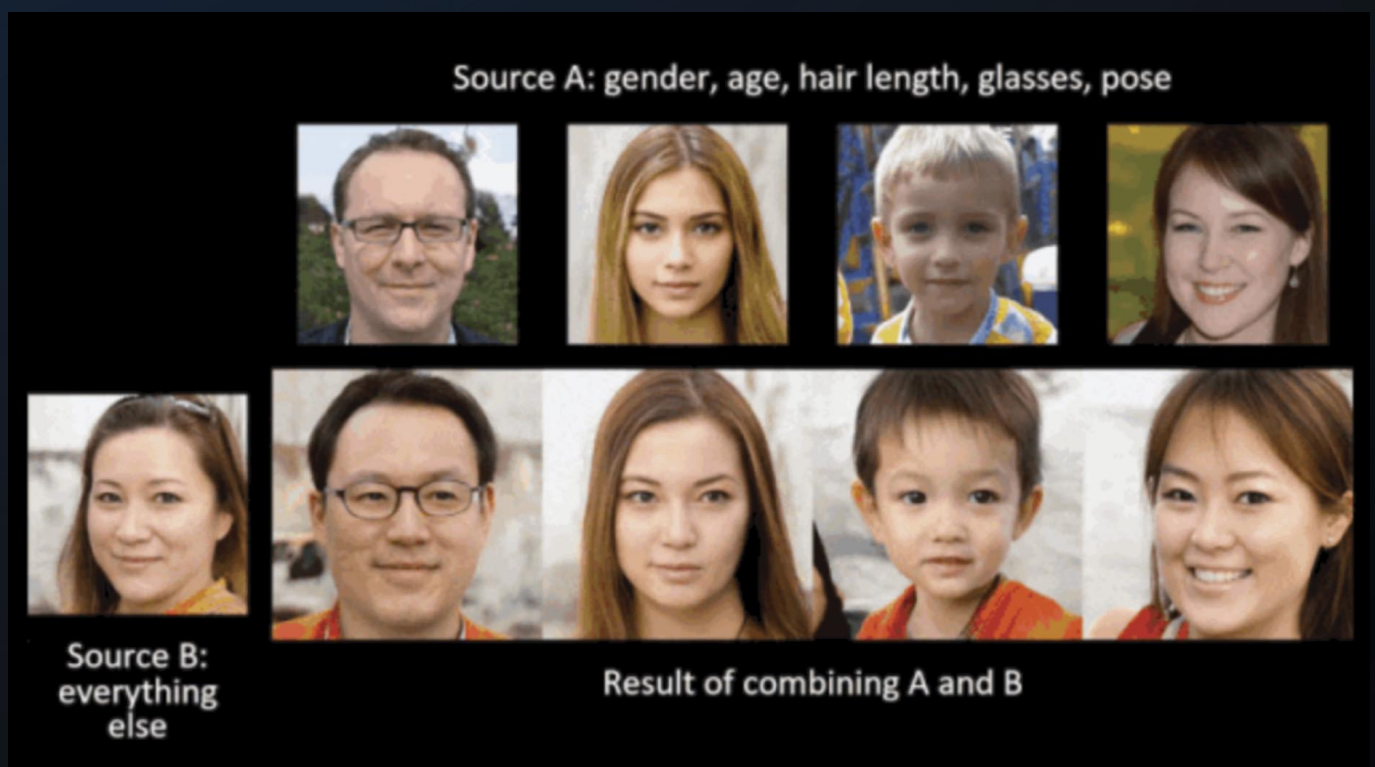 Source A: gender, age, hair length, glasses, pose
Source B:
everything
else
Result of combining A and B